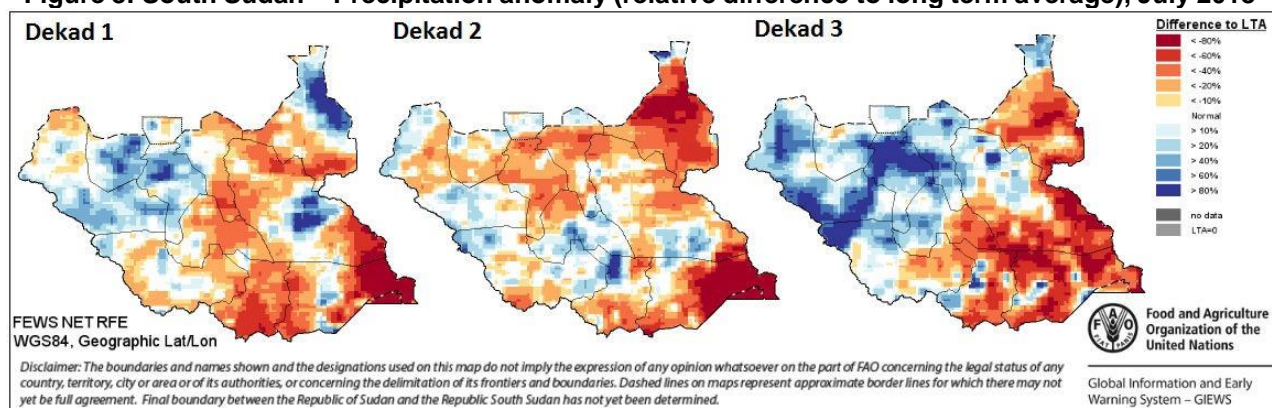 Figure 3. South Sudan – Precipitation anomaly (relative difference to long term average), July 2016
Dekad 1
Dekad 2
Dekad 3
Difference to LTA
< -80%
< -60%
< -40%
< -20%
< -10%
Normal
> 10%
> 20%
> 40%
> 60%
> 80%
no data
LTA=0
FEWS NET RFE
WGS84, Geographic Lat/Lon
FAO
FIAT PANIS
Food and Agriculture
Organization of the
United Nations
Disclaimer: The boundaries and names shown and the designations used on this map do not imply the expression of any opinion whatsoever on the part of FAO concerning the legal status of any
country, territory, city or area or of its authorities, or concerning the delimitation of its frontiers and boundaries. Dashed lines on maps represent approximate border lines for which there may not
yet be full agreement. Final boundary between the Republic of Sudan and the Republic South Sudan has not yet been determined.
Global Information and Early
Warning System – GIEWS